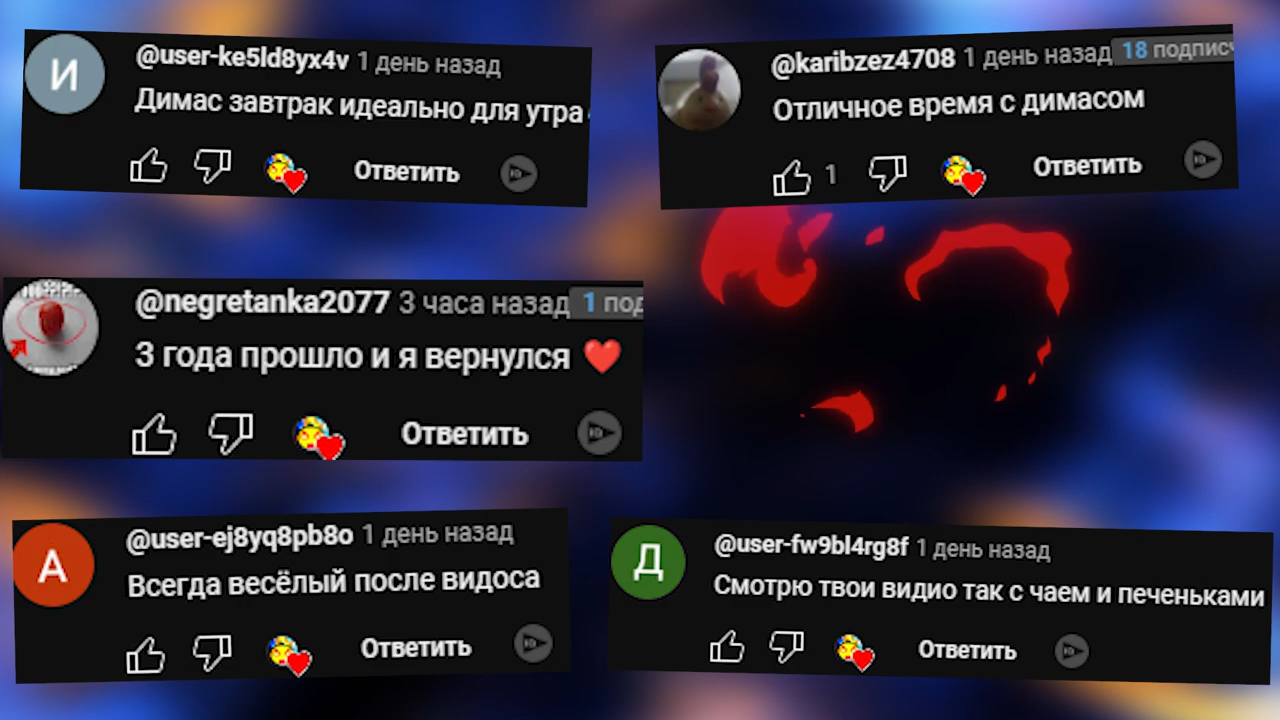 И
@user-ke5ld8yx4v 1 день назад
Димас завтрак идеально для утра
Ответить
@karibzez4708 1 день назад 18 подписч
Отличное время с димасом
1
Ответить
@negretanka2077 3 часа назад 1 под
3 года прошло и я вернулся ❤️
Ответить
А
@user-ej8yq8pb8o 1 день назад
Всегда весёлый после видоса
Ответить
Д
@user-fw9bl4rg8f 1 день назад
Смотрю твои видио так с чаем и печеньками
Ответить